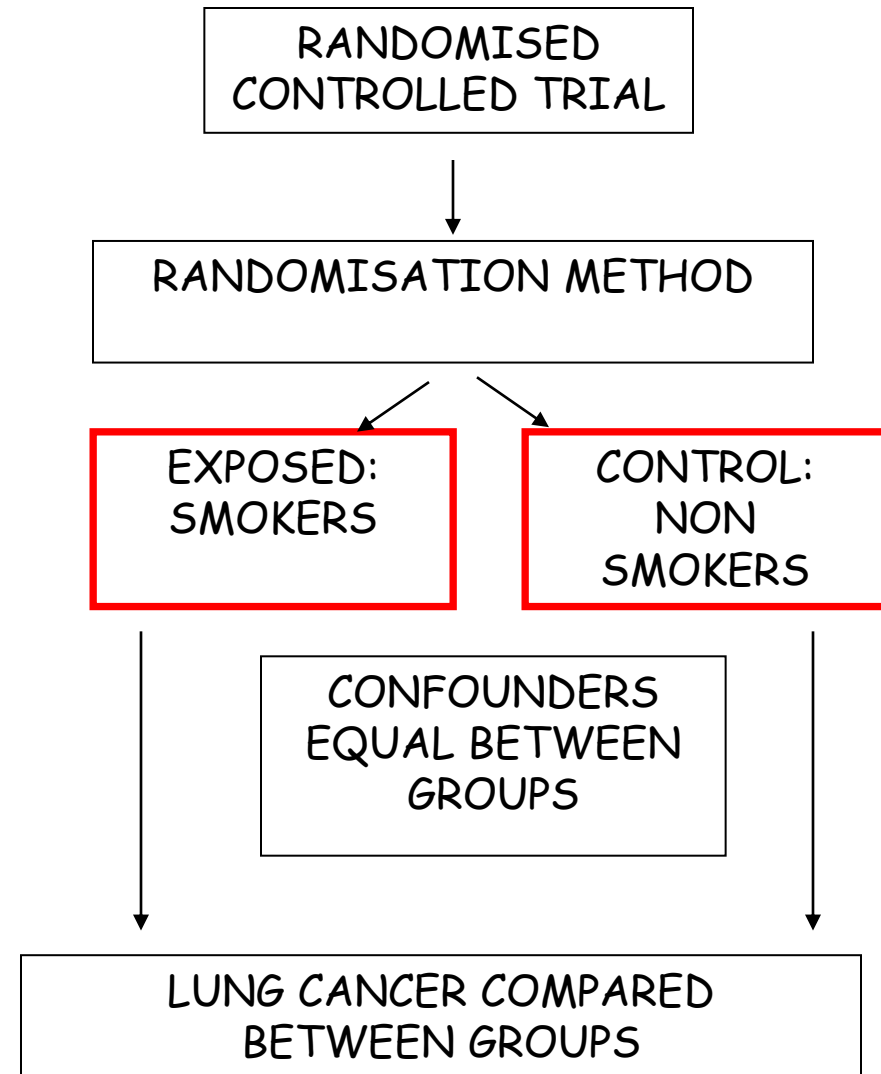 RANDOMISED
CONTROLLED TRIAL
RANDOMISATION METHOD
EXPOSED:
SMOKERS
CONTROL:
NON
SMOKERS
CONFOUNDERS
EQUAL BETWEEN
GROUPS
LUNG CANCER COMPARED
BETWEEN GROUPS